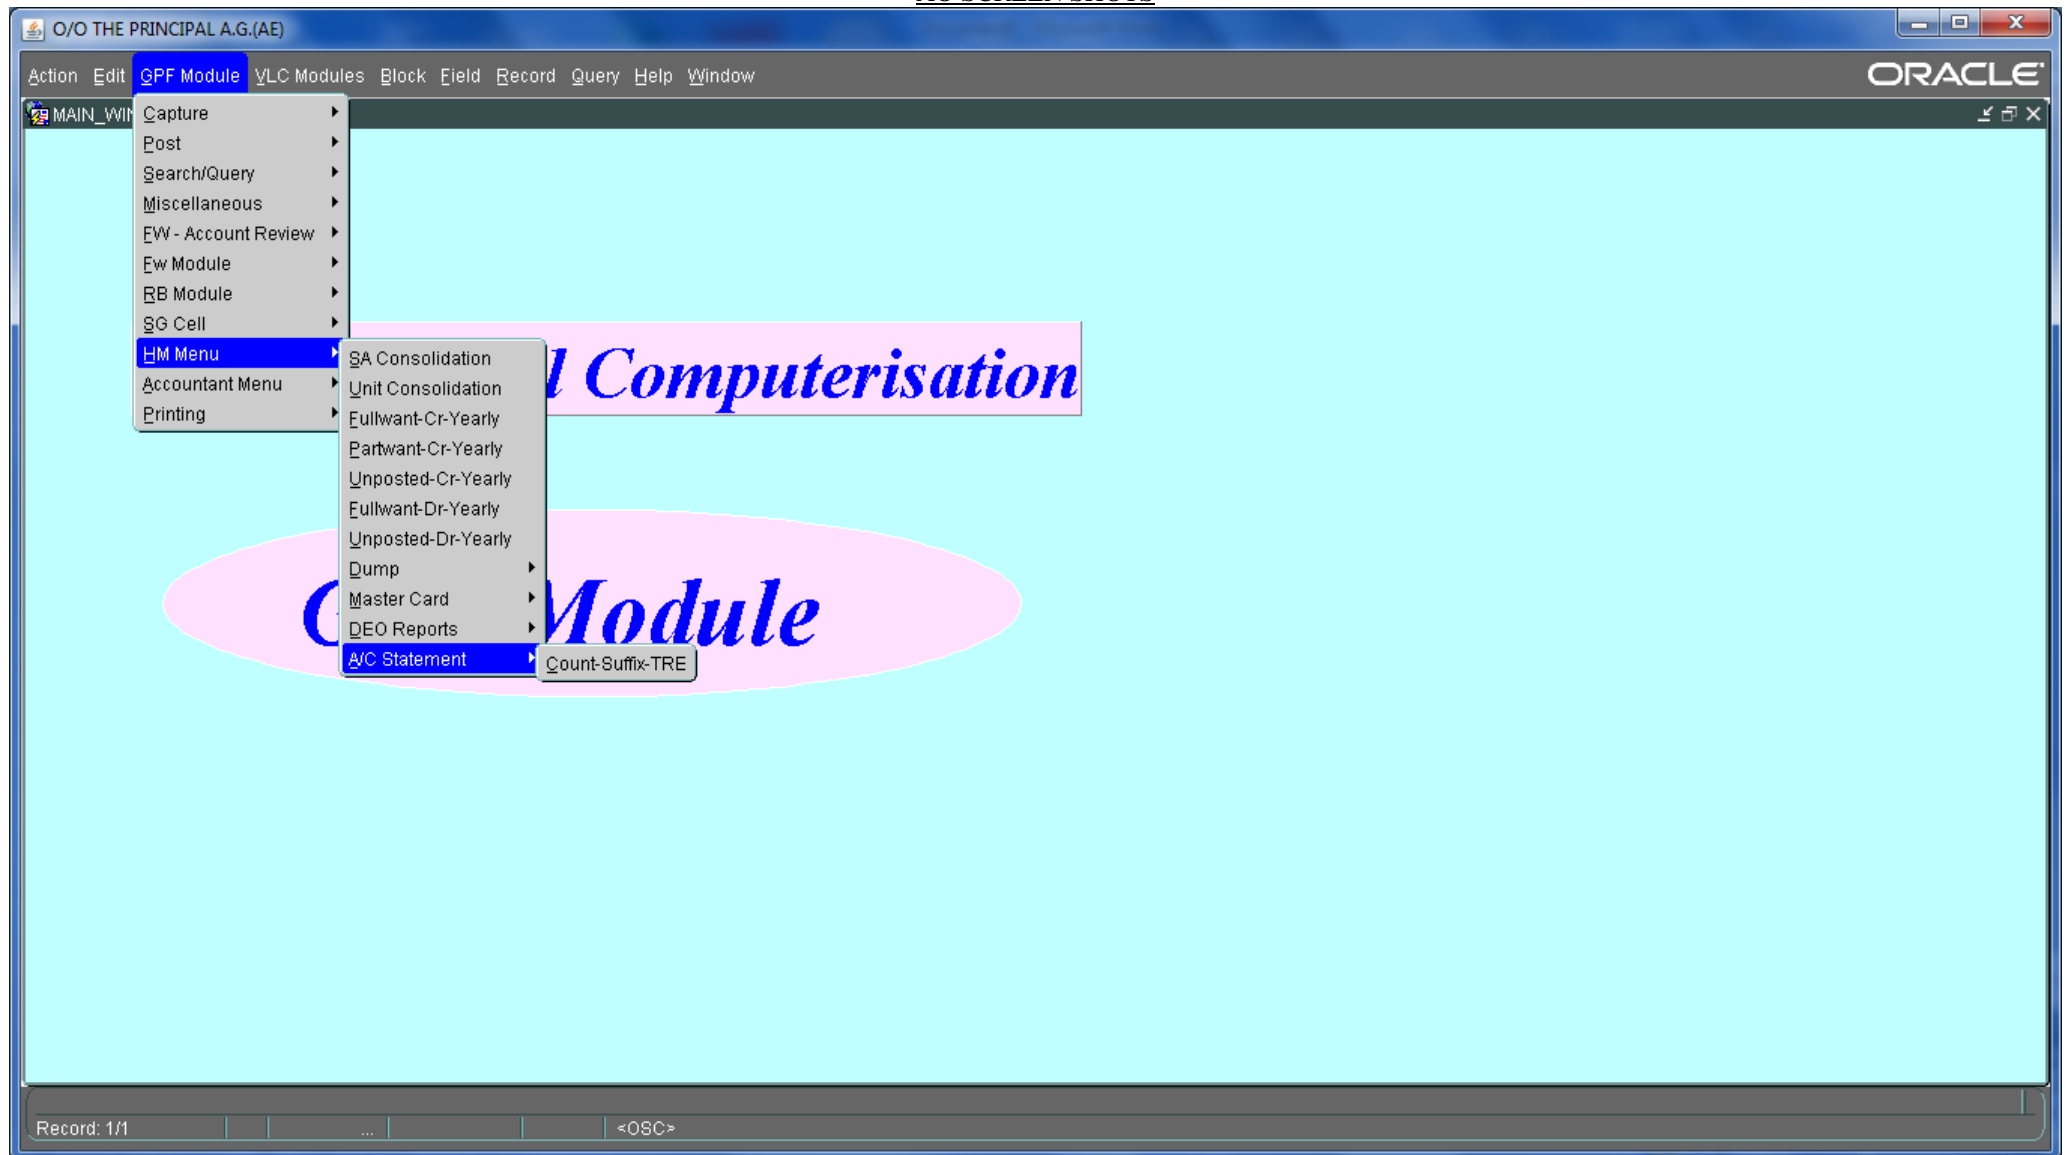 O/O THE PRINCIPAL A.G.(AE)
Action Edit GPF Module VLC Modules Block Field Record Query Help Window
ORACLE
MAIN_WIN
Capture
Post
Search/Query
Miscellaneous
FW - Account Review
Fw Module
RB Module
SG Cell
HM Menu
Accountant Menu
Printing
SA Consolidation
Unit Consolidation
Fullwant-Cr-Yearly
Partwant-Cr-Yearly
Unposted-Cr-Yearly
Fullwant-Dr-Yearly
Unposted-Dr-Yearly
Dump
Master Card
DEO Reports
A/C Statement
Count-Suffix-TRE
Computerisation
Module
Record: 1/1 ... <OSC>